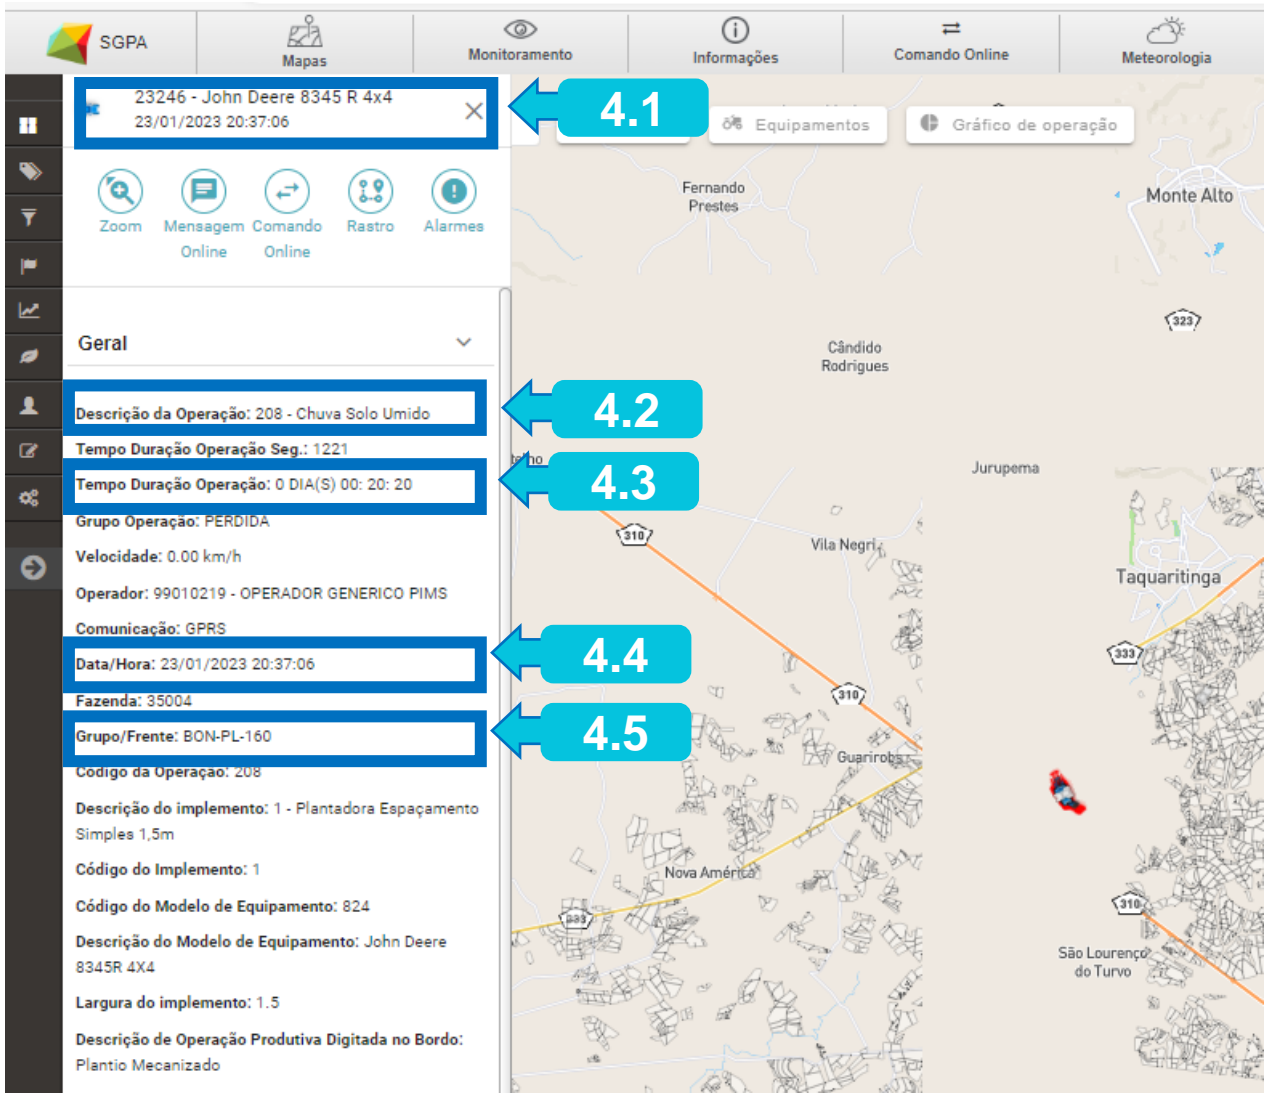 SGPA
Mapas
Monitoramento
Informações
Comando Online
Meteorologia
23246 - John Deere 8345 R 4x4
23/01/2023 20:37:06
4.1
Equipamentos
Gráfico de operação
Zoom
Mensagem Online
Comando Online
Rastro
Alarmes
Geral
Descrição da Operação: 208 - Chuva Solo Umido
4.2
Tempo Duração Operação Seg.: 1221
Tempo Duração Operação: 0 DIA(S) 00: 20: 20
4.3
Grupo Operação: PERDIDA
Velocidade: 0.00 km/h
Operador: 99010219 - OPERADOR GENERICO PIMS
Comunicação: GPRS
Data/Hora: 23/01/2023 20:37:06
4.4
Fazenda: 35004
Grupo/Frente: BON-PL-160
4.5
Código da Operação: 208
Descrição do implemento: 1 - Plantadora Espaçamento
Simples 1,5m
Código do Implemento: 1
Código do Modelo de Equipamento: 824
Descrição do Modelo de Equipamento: John Deere
8345R 4X4
Largura do implemento: 1.5
Descrição de Operação Produtiva Digitada no Bordo:
Plantio Mecanizado
Fernando
Prestes
Monte Alto
323
Cândido
Rodrigues
Jurupema
310
Vila Negri
Taquaritinga
333
310
Guariroba
Nova América
333
310
São Lourenço
do Turvo